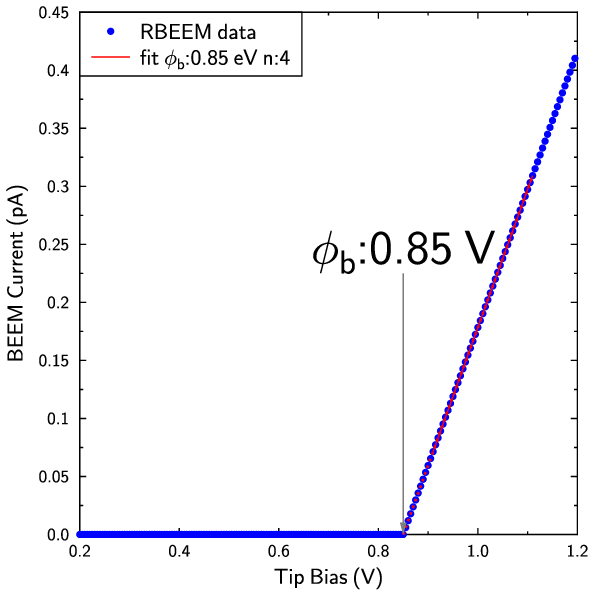 RBEEM data
fit ϕb:0.85 eV n:4
0.45
0.4
0.35
0.3
0.25
0.2
0.15
0.1
0.05
0.0
BEEM Current (pA)
ϕb:0.85 V
0.2 0.4 0.6 0.8 1.0 1.2
Tip Bias (V)